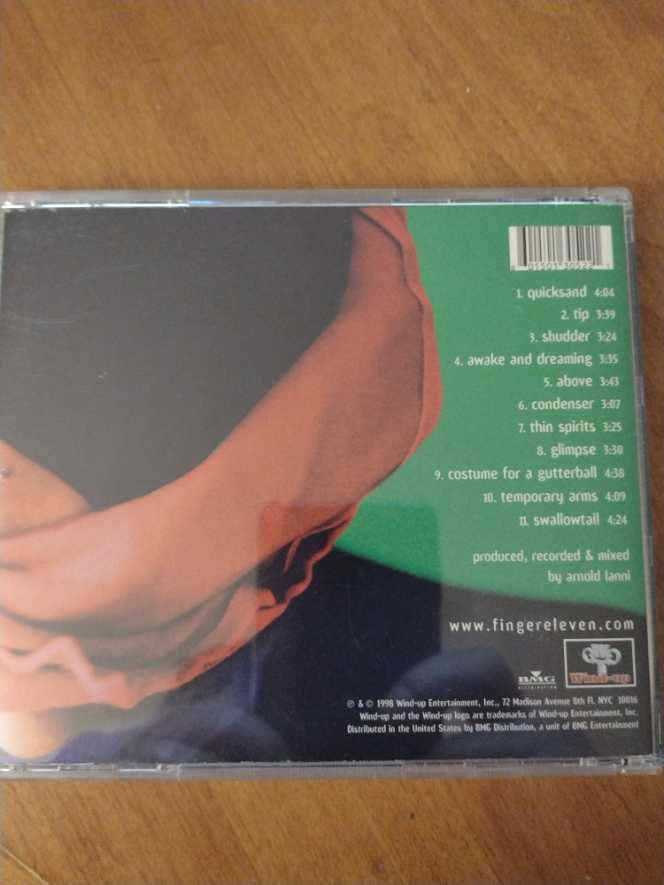 01501 30522
1. quicksand 4:04
2. tip 3:39
3. shudder 3:24
4. awake and dreaming 3:35
5. above 3:43
6. condenser 3:07
7. thin spirits 3:25
8. glimpse 3:30
9. costume for a gutterball 4:38
10. temporary arms 4:09
11. swallowtail 4:24
produced, recorded & mixed
by arnold lanni
www.fingereleven.com
BMG
DISTRIBUTION
Wind-up
℗ & © 1998 Wind-up Entertainment, Inc., 72 Madison Avenue 8th Fl. NYC 10016
Wind-up and the Wind-up logo are trademarks of Wind-up Entertainment, Inc.
Distributed in the United States by BMG Distribution, a unit of BMG Entertainment